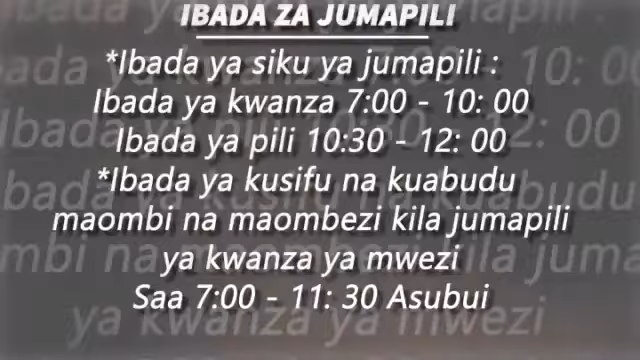 IBADA ZA JUMAPILI
*Ibada ya siku ya jumapili :
Ibada ya kwanza 7:00 - 10: 00
Ibada ya pili 10:30 - 12: 00
*Ibada ya kusifu na kuabudu
maombi na maombezi kila jumapili
ya kwanza ya mwezi
Saa 7:00 - 11: 30 Asubui